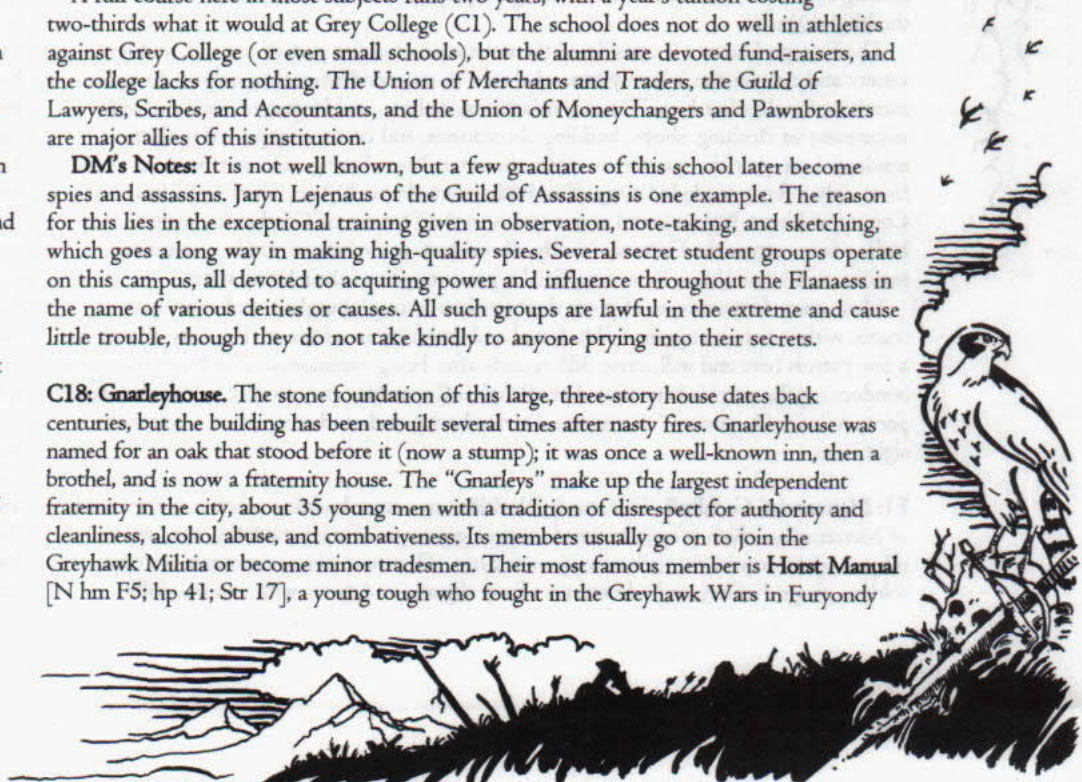 A full course here in most subjects runs two years, with a year's tuition costing
two-thirds what it would at Grey College (C1). The school does not do well in athletics
against Grey College (or even small schools), but the alumni are devoted fund-raisers, and
the college lacks for nothing. The Union of Merchants and Traders, the Guild of
Lawyers, Scribes, and Accountants, and the Union of Moneychangers and Pawnbrokers
are major allies of this institution.
DM's Notes: It is not well known, but a few graduates of this school later become
spies and assassins. Jaryn Lejenaus of the Guild of Assassins is one example. The reason
for this lies in the exceptional training given in observation, note-taking, and sketching,
which goes a long way in making high-quality spies. Several secret student groups operate
on this campus, all devoted to acquiring power and influence throughout the Flanaess in
the name of various deities or causes. All such groups are lawful in the extreme and cause
little trouble, though they do not take kindly to anyone prying into their secrets.
C18: Gnarleyhouse. The stone foundation of this large, three-story house dates back
centuries, but the building has been rebuilt several times after nasty fires. Gnarleyhouse was
named for an oak that stood before it (now a stump); it was once a well-known inn, then a
brothel, and is now a fraternity house. The "Gnarleys" make up the largest independent
fraternity in the city, about 35 young men with a tradition of disrespect for authority and
cleanliness, alcohol abuse, and combativeness. Its members usually go on to join the
Greyhawk Militia or become minor tradesmen. Their most famous member is Horst Manual
[N hm F5; hp 41; Str 17], a young tough who fought in the Greyhawk Wars in Furyondy